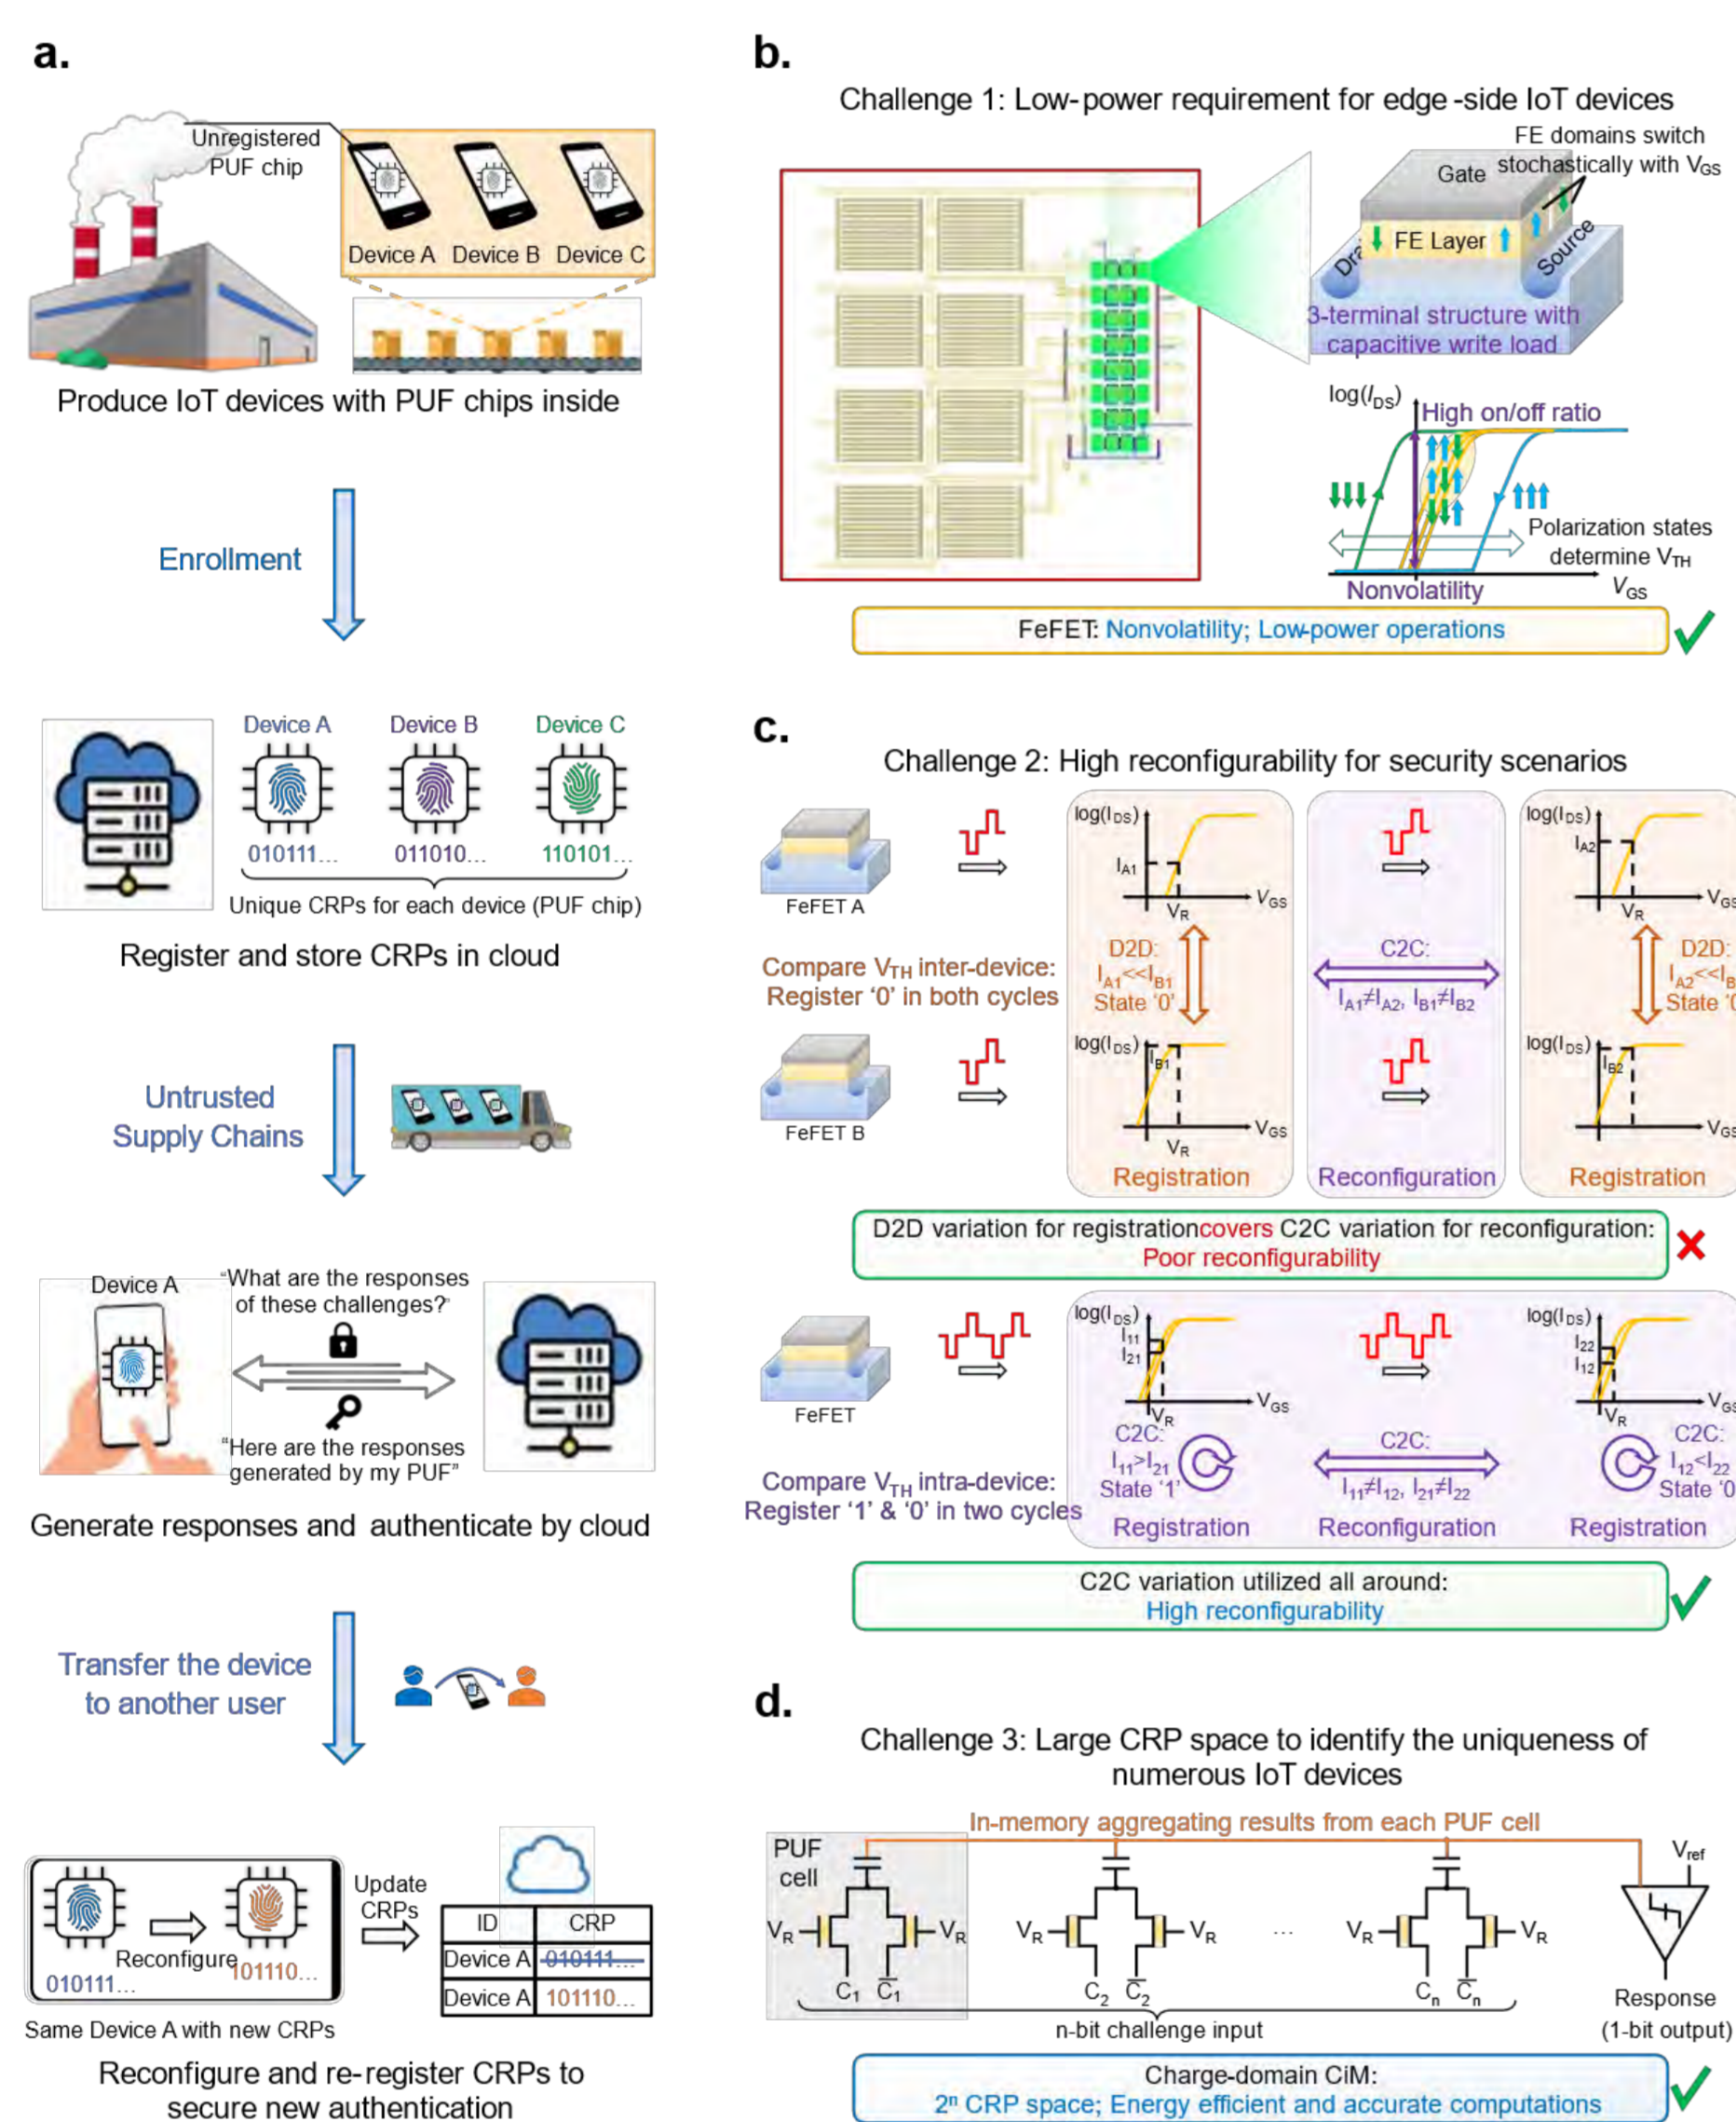 a.
Unregistered
PUF chip
Device A Device B Device C
Produce IoT devices with PUF chips inside
Enrollment
Device A Device B Device C
010111... 011010... 110101...
Unique CRPs for each device (PUF chip)
Register and store CRPs in cloud
Untrusted
Supply Chains
Device A
"What are the responses
of these challenges?"
"Here are the responses
generated by my PUF"
Generate responses and authenticate by cloud
Transfer the device
to another user
Reconfigure
010111...
101110...
Update
CRPs
ID CRP
Device A 010111...
Device A 101110...
Same Device A with new CRPs
Reconfigure and re-register CRPs to
secure new authentication
b.
Challenge 1: Low-power requirement for edge-side IoT devices
FE domains switch
stochastically with VGS
Gate
FE Layer
Source
3-terminal structure with
capacitive write load
log(IDS)
High on/off ratio
Polarization states
determine VTH
Nonvolatility
VGS
FeFET: Nonvolatility; Low-power operations
c.
Challenge 2: High reconfigurability for security scenarios
FeFET A
log(IDS)
IA1
VR
VGS
log(IDS)
IA2
VR
Compare VTH inter-device:
Register '0' in both cycles
D2D:
IA1<<IB1
State '0'
C2C:
IA1≠IA2, IB1≠IB2
D2D:
FeFET B
log(IDS)
IB1
VR
VGS
log(IDS)
IB2
Registration
Reconfiguration
Registration
D2D variation for registrationcovers C2C variation for reconfiguration:
Poor reconfigurability
FeFET
log(IDS)
I11
I21
VR
VGS
log(IDS)
I22
I12
VR
Compare VTH intra-device:
Register '1' & '0' in two cycles
C2C:
I11>I21
State '1'
C2C:
I11≠I12, I21≠I22
C2C:
I12<I22
Registration
Reconfiguration
Registration
C2C variation utilized all around:
High reconfigurability
d.
Challenge 3: Large CRP space to identify the uniqueness of
numerous IoT devices
In-memory aggregating results from each PUF cell
PUF
cell
Vref
VR VR VR VR ... VR VR
C1 C̅1 C2 C̅2 Cn C̅n
n-bit challenge input
Response
(1-bit output)
Charge-domain CiM:
2ⁿ CRP space; Energy efficient and accurate computations